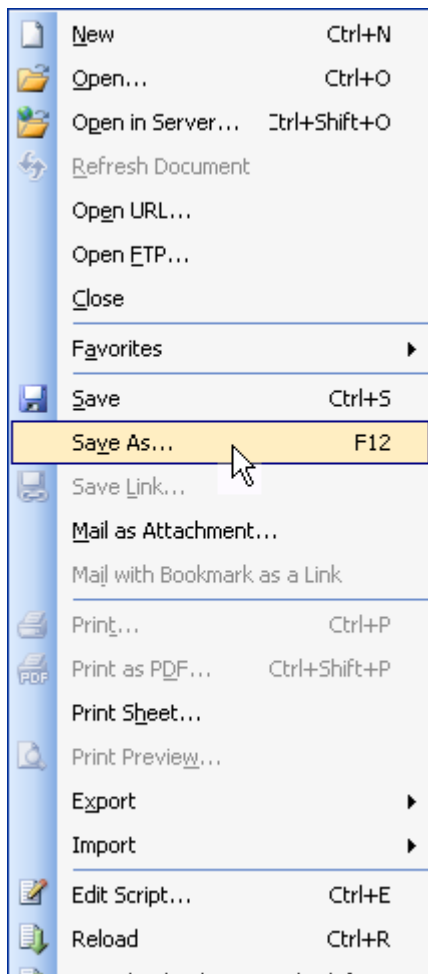 New Ctrl+N
Open... Ctrl+O
Open in Server... Ctrl+Shift+O
Refresh Document
Open URL...
Open FTP...
Close
Favorites
Save Ctrl+S
Save As... F12
Save Link...
Mail as Attachment...
Mail with Bookmark as a Link
Print... Ctrl+P
Print as PDF... Ctrl+Shift+P
Print Sheet...
Print Preview...
Export
Import
Edit Script... Ctrl+E
Reload Ctrl+R